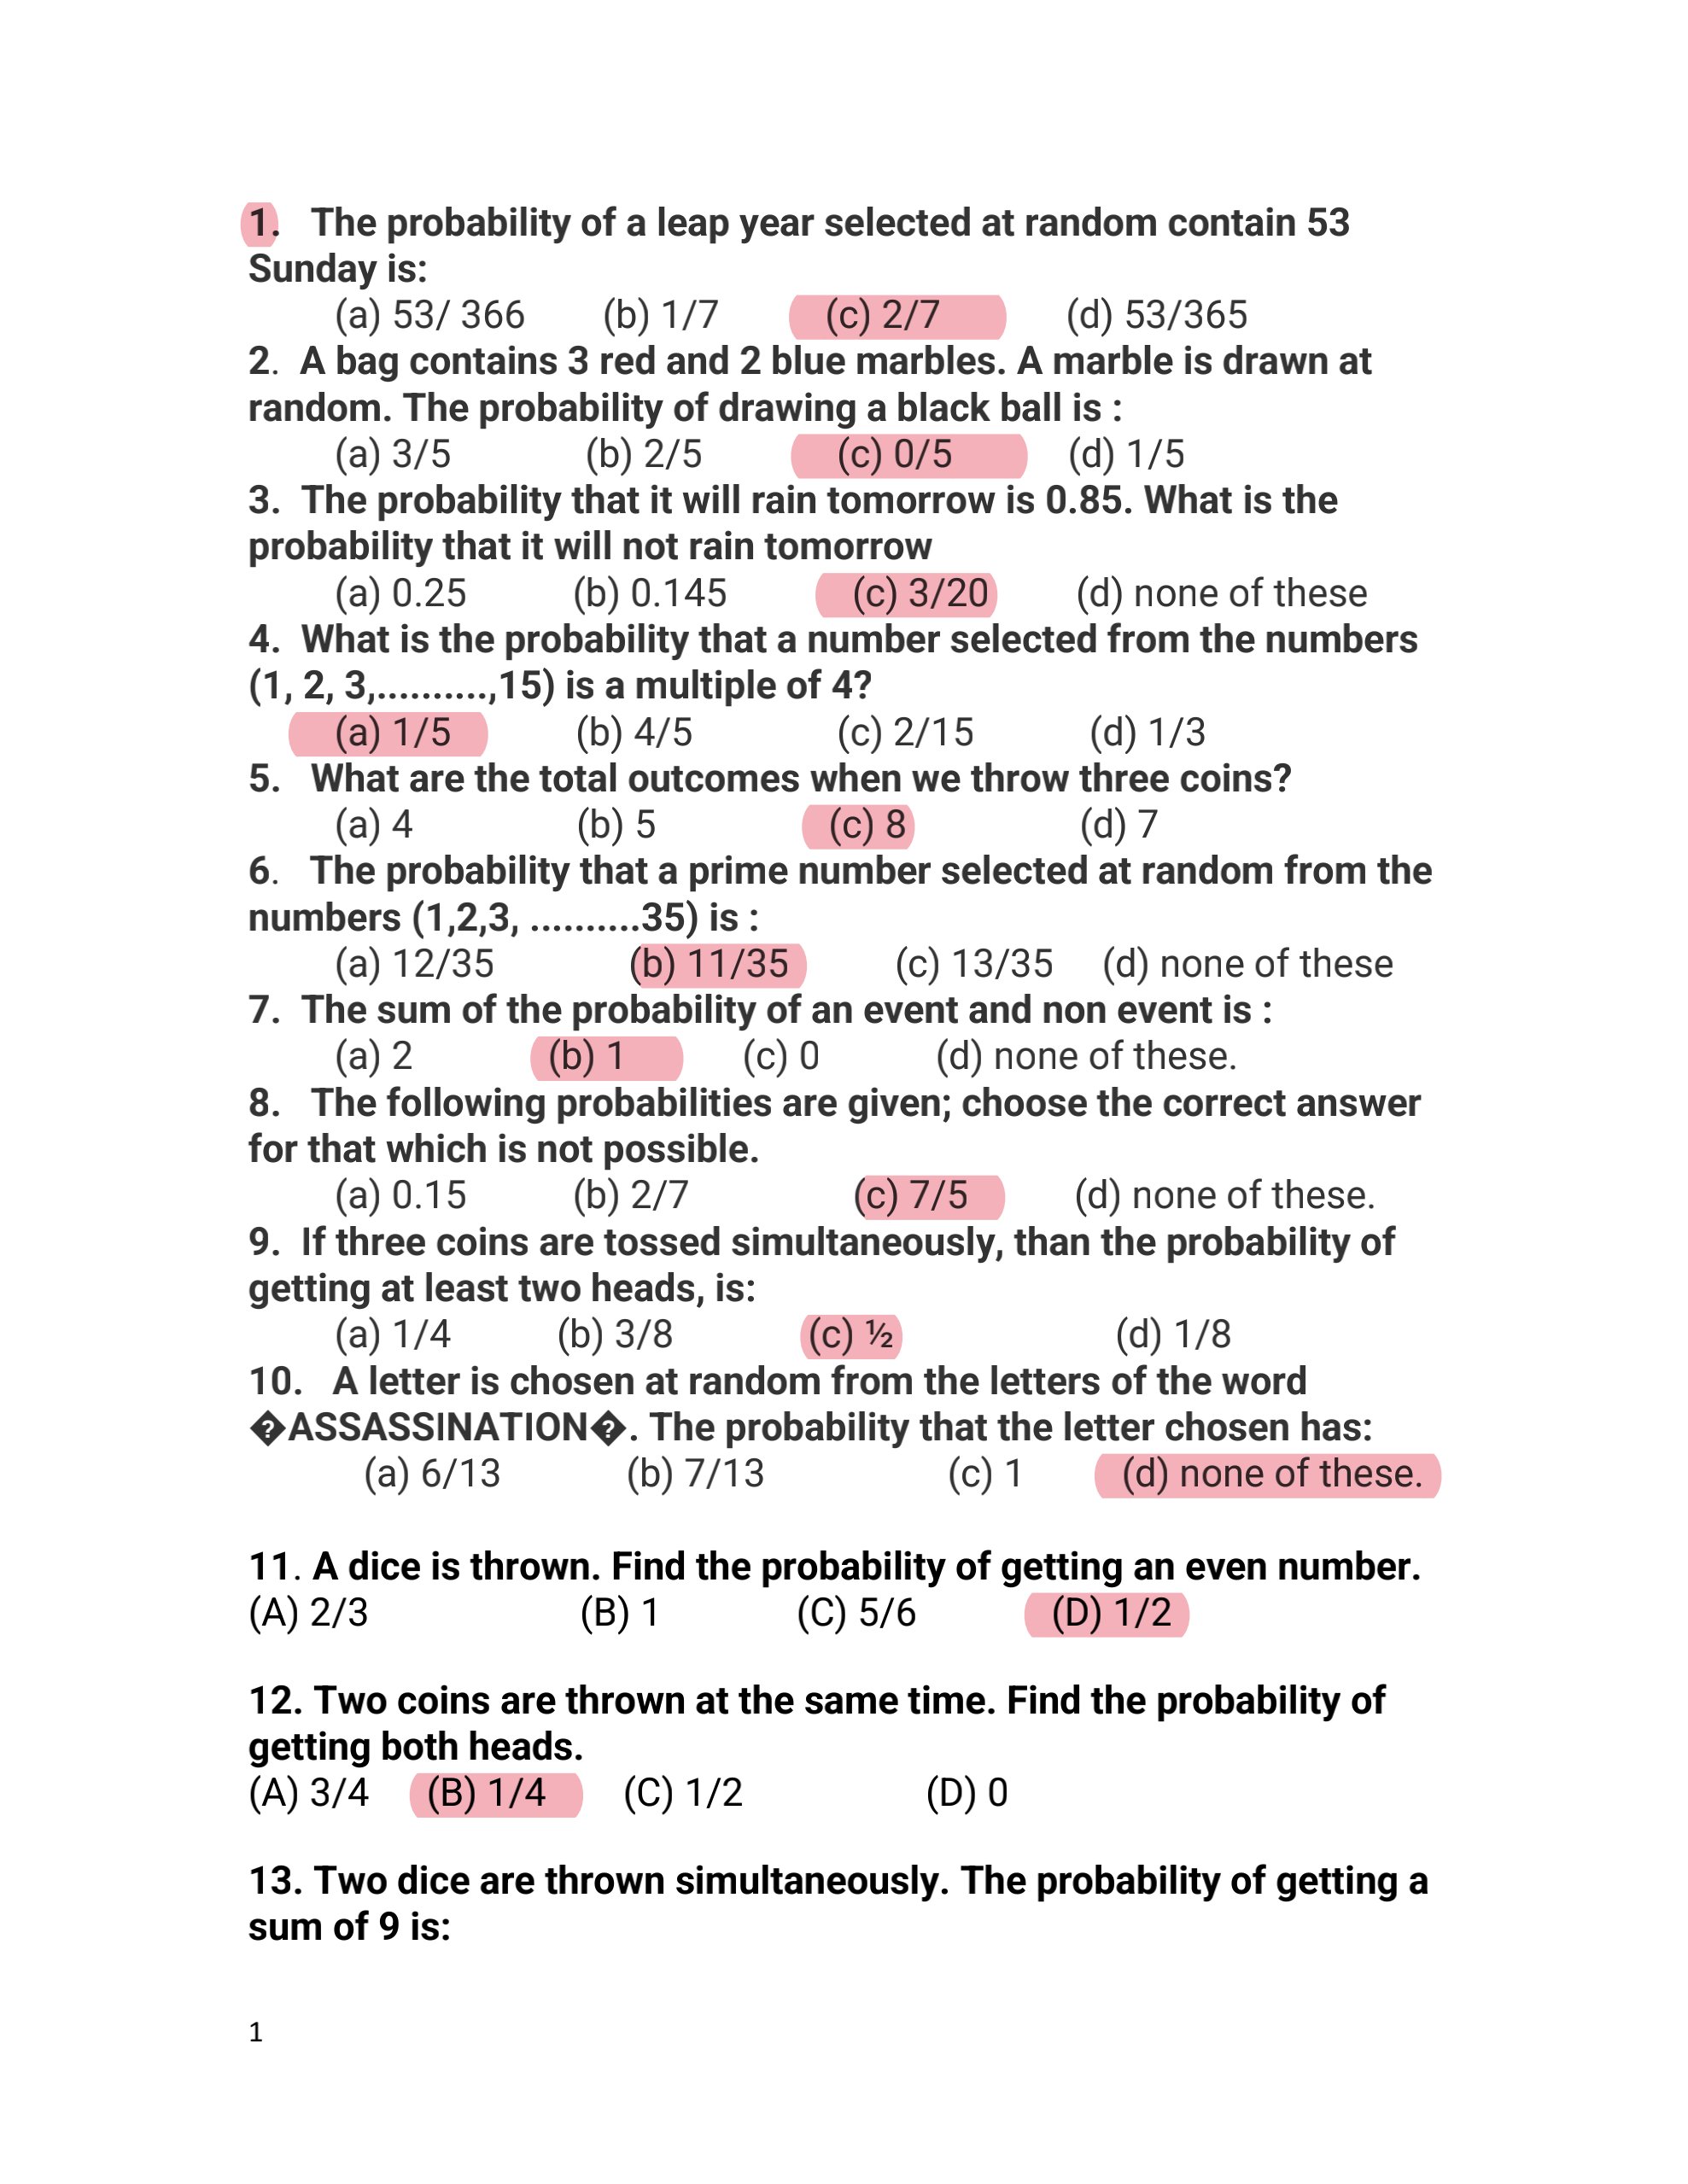 1.   The probability of a leap year selected at random contain 53
Sunday is:
(a) 53/ 366   (b) 1/7   (c) 2/7   (d) 53/365
2.  A bag contains 3 red and 2 blue marbles. A marble is drawn at
random. The probability of drawing a black ball is :
(a) 3/5   (b) 2/5   (c) 0/5   (d) 1/5
3.  The probability that it will rain tomorrow is 0.85. What is the
probability that it will not rain tomorrow
(a) 0.25   (b) 0.145   (c) 3/20   (d) none of these
4.  What is the probability that a number selected from the numbers
(1, 2, 3,..........,15) is a multiple of 4?
(a) 1/5   (b) 4/5   (c) 2/15   (d) 1/3
5.   What are the total outcomes when we throw three coins?
(a) 4   (b) 5   (c) 8   (d) 7
6.   The probability that a prime number selected at random from the
numbers (1,2,3, ..........35) is :
(a) 12/35   (b) 11/35   (c) 13/35   (d) none of these
7.  The sum of the probability of an event and non event is :
(a) 2   (b) 1   (c) 0   (d) none of these.
8.   The following probabilities are given; choose the correct answer
for that which is not possible.
(a) 0.15   (b) 2/7   (c) 7/5   (d) none of these.
9.  If three coins are tossed simultaneously, than the probability of
getting at least two heads, is:
(a) 1/4   (b) 3/8   (c) ½   (d) 1/8
10.   A letter is chosen at random from the letters of the word
�ASSASSINATION�. The probability that the letter chosen has:
(a) 6/13   (b) 7/13   (c) 1   (d) none of these.
11. A dice is thrown. Find the probability of getting an even number.
(A) 2/3   (B) 1   (C) 5/6   (D) 1/2
12. Two coins are thrown at the same time. Find the probability of
getting both heads.
(A) 3/4   (B) 1/4   (C) 1/2   (D) 0
13. Two dice are thrown simultaneously. The probability of getting a
sum of 9 is:
1